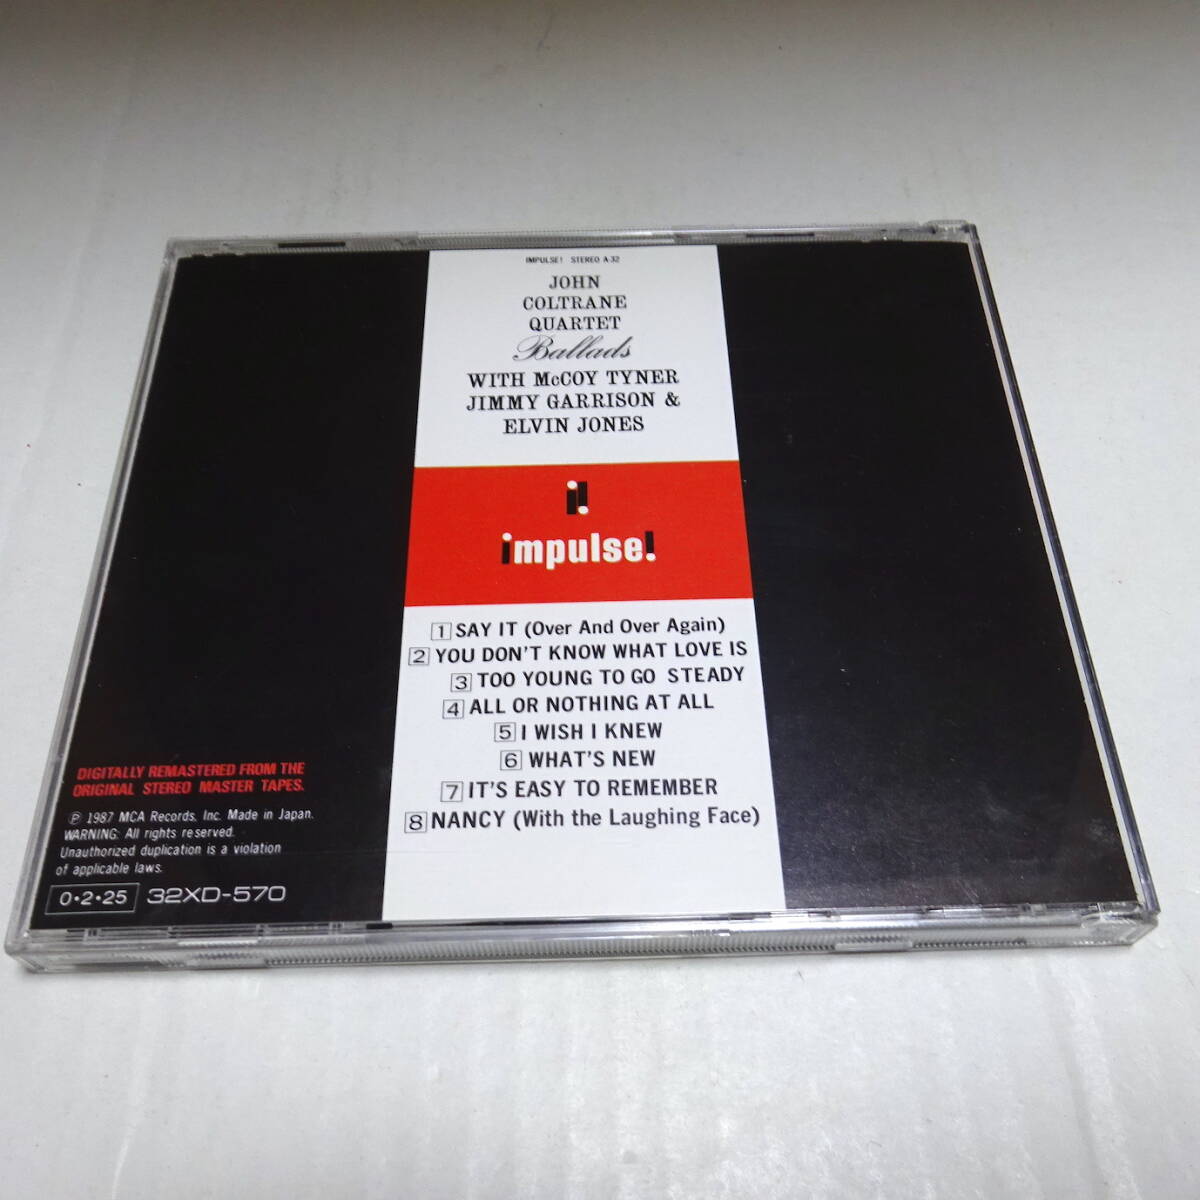 IMPULSE! STEREO A-32
JOHN
COLTRANE
QUARTET
Ballads
WITH McCOY TYNER
JIMMY GARRISON &
ELVIN JONES
i!
impulse!
1 SAY IT (Over And Over Again)
2 YOU DON'T KNOW WHAT LOVE IS
3 TOO YOUNG TO GO STEADY
4 ALL OR NOTHING AT ALL
5 I WISH I KNEW
6 WHAT'S NEW
7 IT'S EASY TO REMEMBER
8 NANCY (With the Laughing Face)
DIGITALLY REMASTERED FROM THE
ORIGINAL STEREO MASTER TAPES.
Ⓟ 1987 MCA Records, Inc. Made in Japan.
WARNING: All rights reserved.
Unauthorized duplication is a violation
of applicable laws.
0•2•25 32XD-570